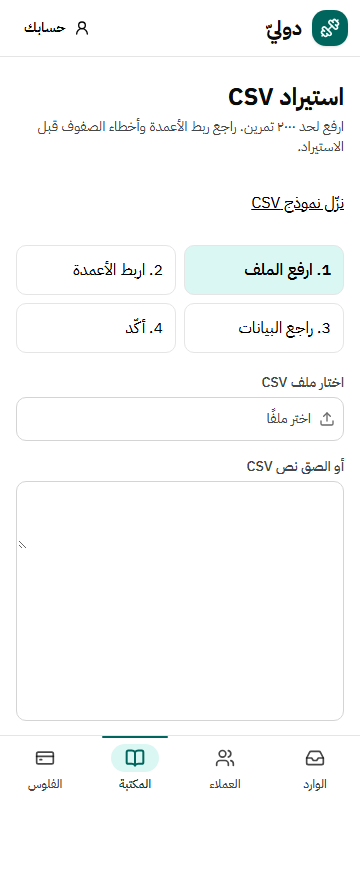 دوليّ
حسابك
استيراد CSV
ارفع لحد ٢٠٠٠ تمرين. راجع ربط الأعمدة وأخطاء الصفوف قبل
الاستيراد.
نزّل نموذج CSV
1. ارفع الملف
2. اربط الأعمدة
3. راجع البيانات
4. أكّد
اختار ملف CSV
اختر ملفًا
أو الصق نص CSV
الوارد
العملاء
المكتبة
الفلوس